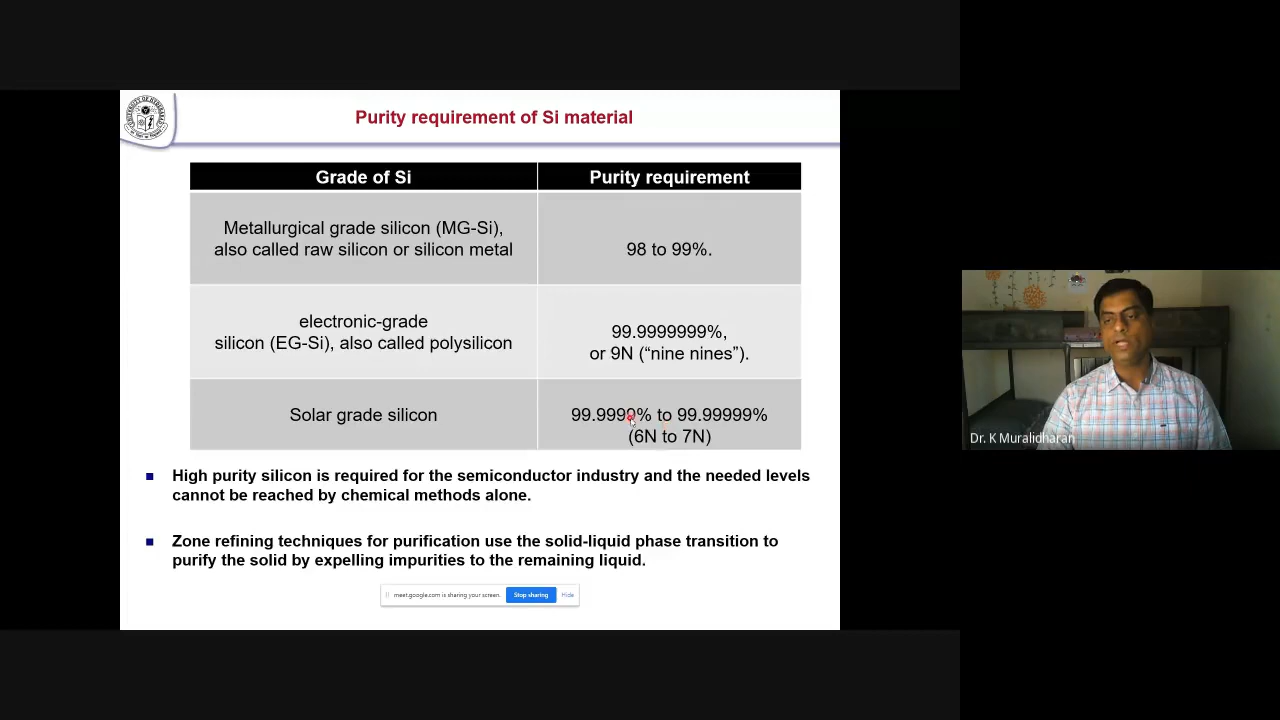 Purity requirement of Si material
Grade of Si
Purity requirement
Metallurgical grade silicon (MG-Si),
also called raw silicon or silicon metal
98 to 99%.
electronic-grade
silicon (EG-Si), also called polysilicon
99.9999999%,
or 9N (“nine nines”).
Solar grade silicon
99.9999% to 99.99999%
(6N to 7N)
High purity silicon is required for the semiconductor industry and the needed levels
cannot be reached by chemical methods alone.
Zone refining techniques for purification use the solid-liquid phase transition to
purify the solid by expelling impurities to the remaining liquid.
meet.google.com is sharing your screen.
Stop sharing
Hide
Dr. K Muralidharan